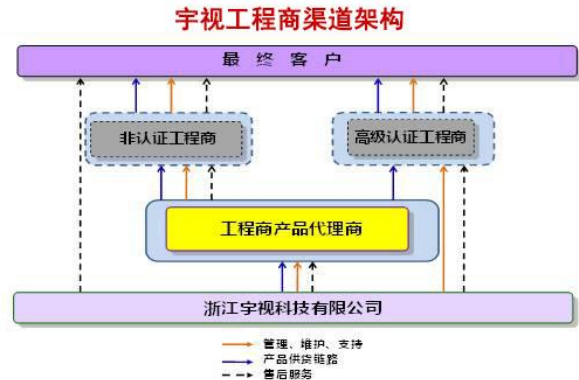 宇视工程商渠道架构
最终客户
非认证工程商
高级认证工程商
工程商产品代理商
浙江宇视科技有限公司
管理、维护、支持
产品供货链路
售后服务